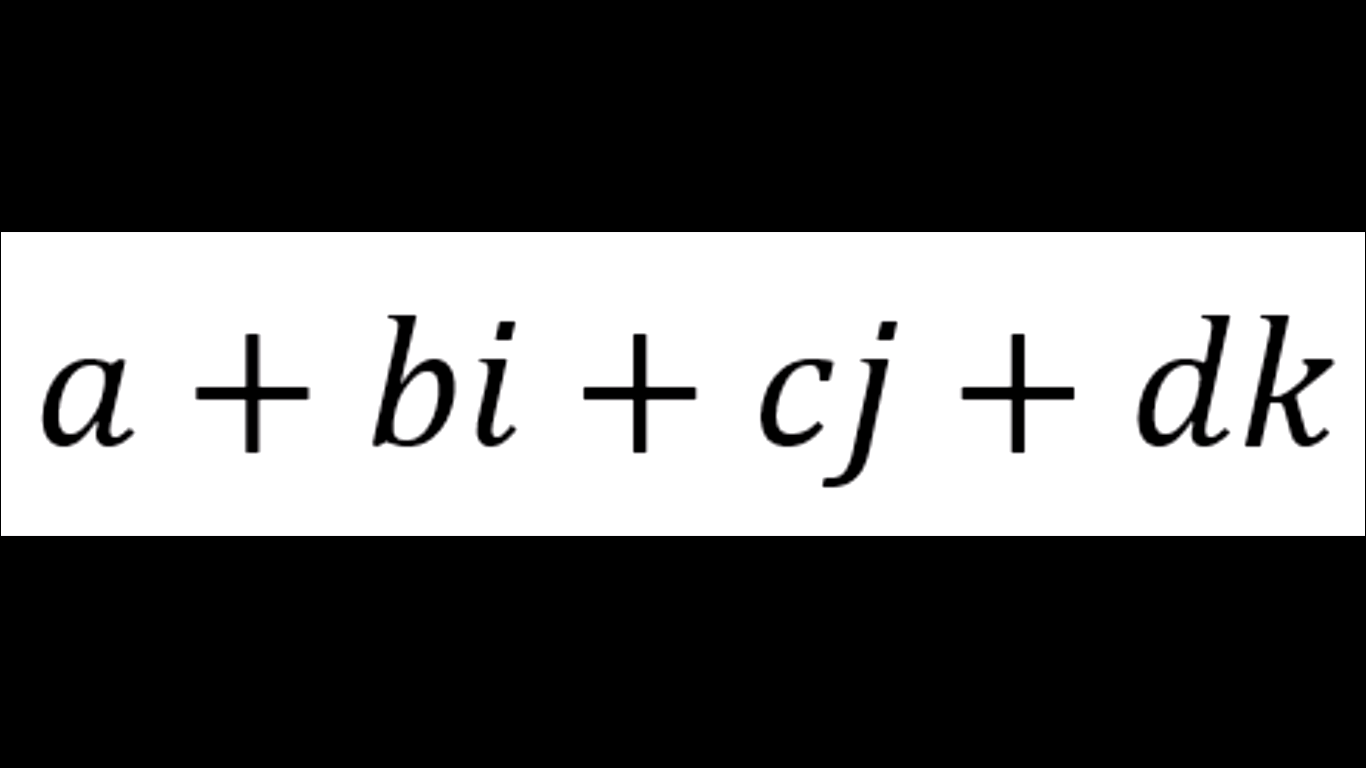 a + bi + cj + dk